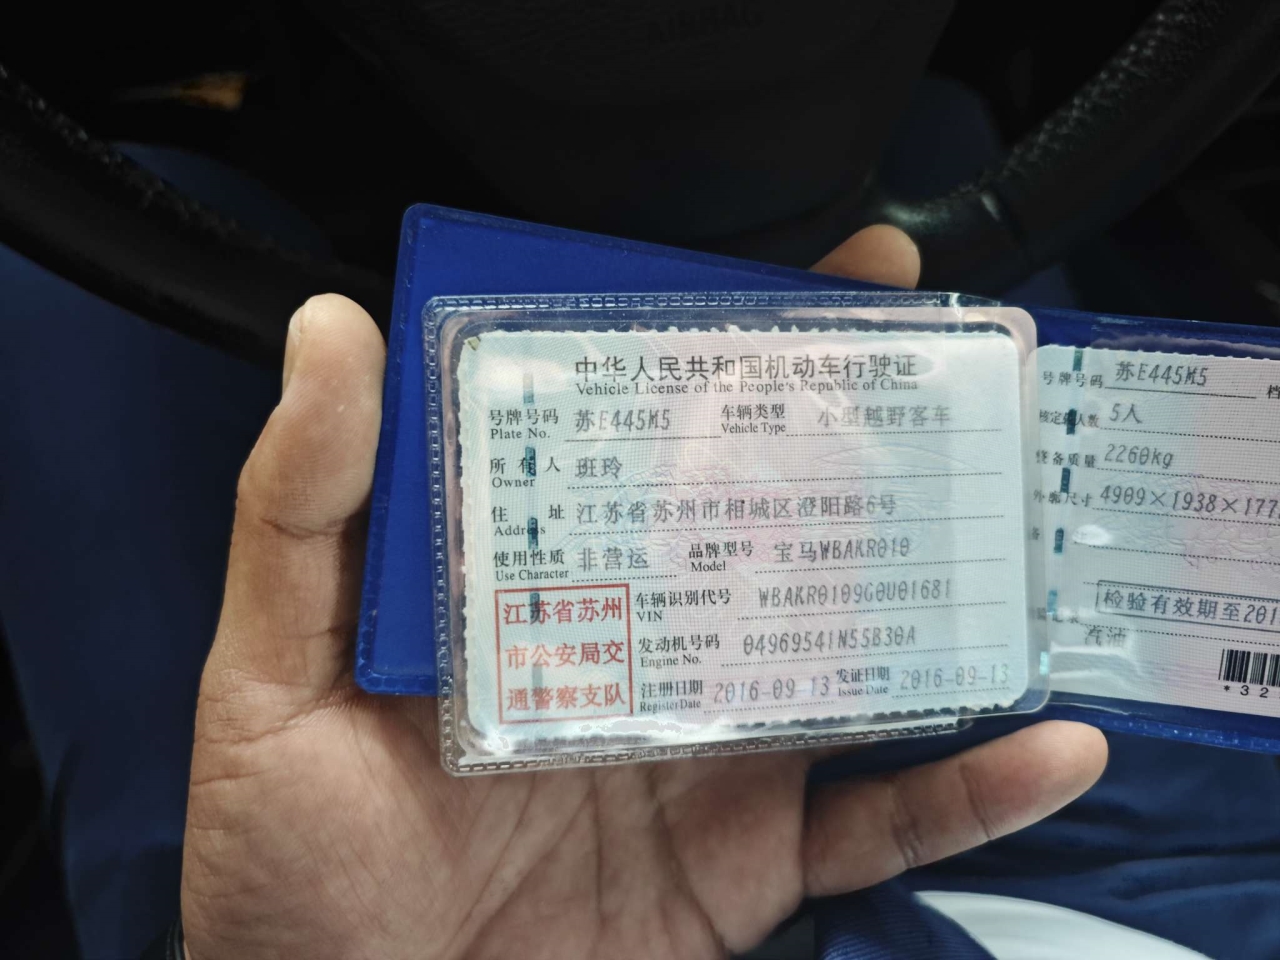 中华人民共和国机动车行驶证
Vehicle License of the People's Republic of China
号牌号码 苏E445M5 车辆类型 小型越野客车
Plate No. Vehicle Type
所有人 班玲
Owner
住 址 江苏省苏州市相城区澄阳路6号
Address
使用性质 非营运 品牌型号 宝马WBAKR010
Use Character Model
江苏省苏州
市公安局交
通警察支队
车辆识别代号 WBAKR0109G0U01681
VIN
发动机号码 04969541N55B30A
Engine No.
注册日期 2016-09-13 发证日期 2016-09-13
Register Date Issue Date
号牌号码 苏E445M5 档
核定载人数 5人
整备质量 2260kg
外廓尺寸 4909×1938×177
备
检验有效期至201
汽油
*32